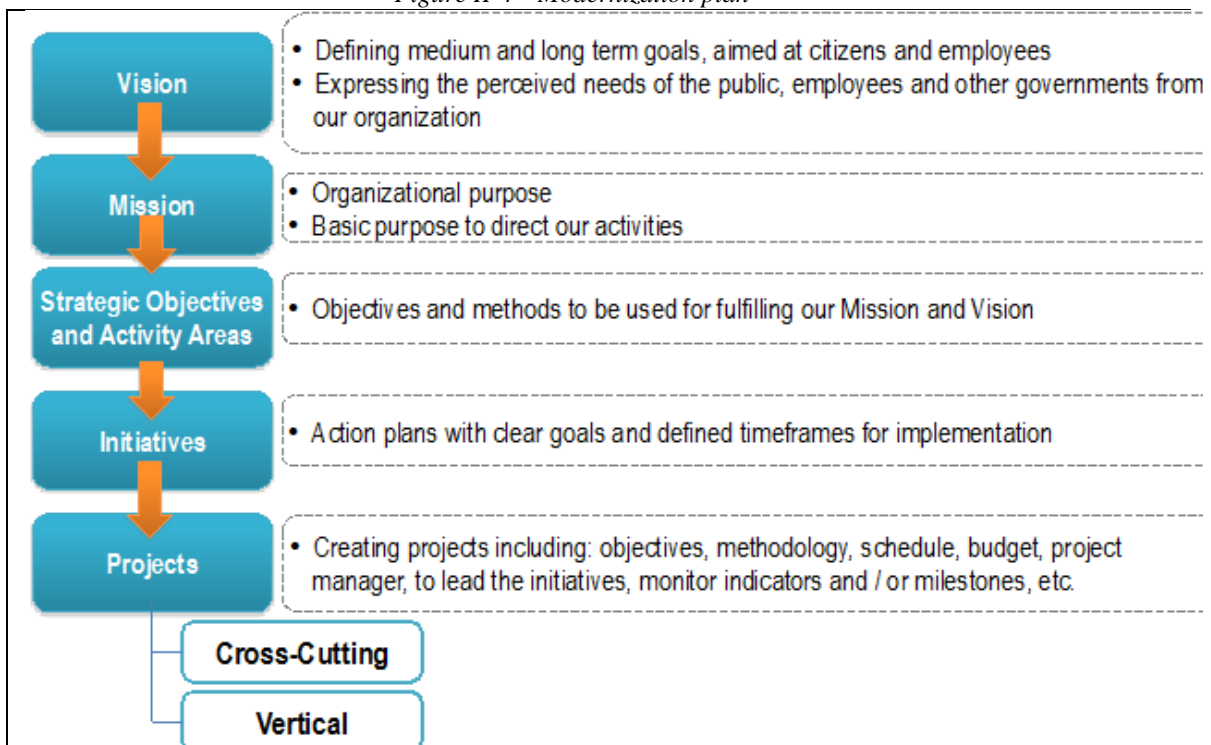 Vision
• Defining medium and long term goals, aimed at citizens and employees
• Expressing the perceived needs of the public, employees and other governments from
our organization
Mission
• Organizational purpose
• Basic purpose to direct our activities
Strategic Objectives
and Activity Areas
• Objectives and methods to be used for fulfilling our Mission and Vision
Initiatives
• Action plans with clear goals and defined timeframes for implementation
Projects
• Creating projects including: objectives, methodology, schedule, budget, project
manager, to lead the initiatives, monitor indicators and / or milestones, etc.
Cross-Cutting
Vertical